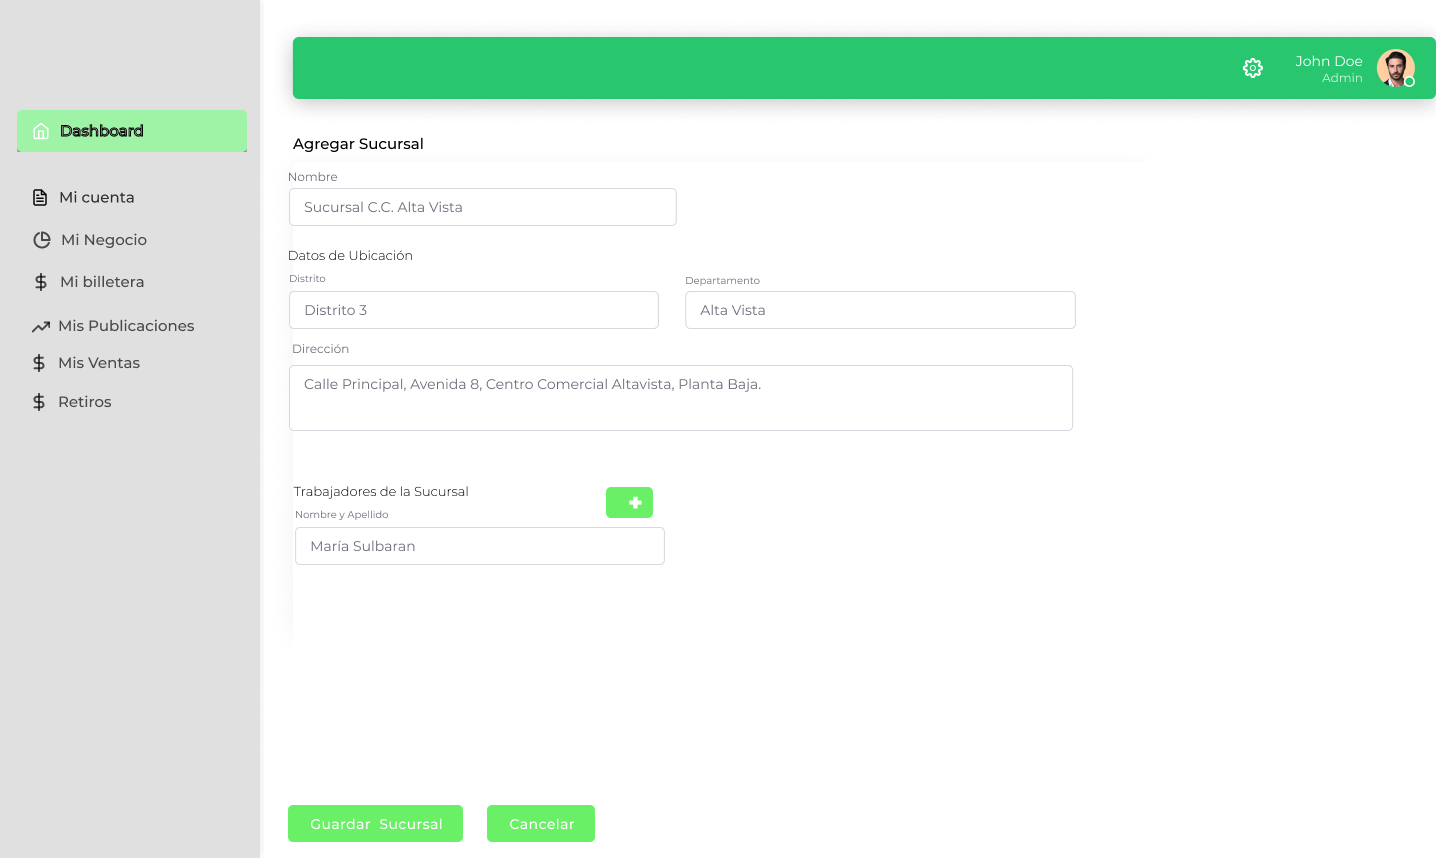 John Doe
Admin
Dashboard
Mi cuenta
Mi Negocio
Mi billetera
Mis Publicaciones
Mis Ventas
Retiros
Agregar Sucursal
Nombre
Sucursal C.C. Alta Vista
Datos de Ubicación
Distrito
Departamento
Distrito 3
Alta Vista
Dirección
Calle Principal, Avenida 8, Centro Comercial Altavista, Planta Baja.
Trabajadores de la Sucursal
Nombre y Apellido
María Sulbaran
Guardar Sucursal
Cancelar